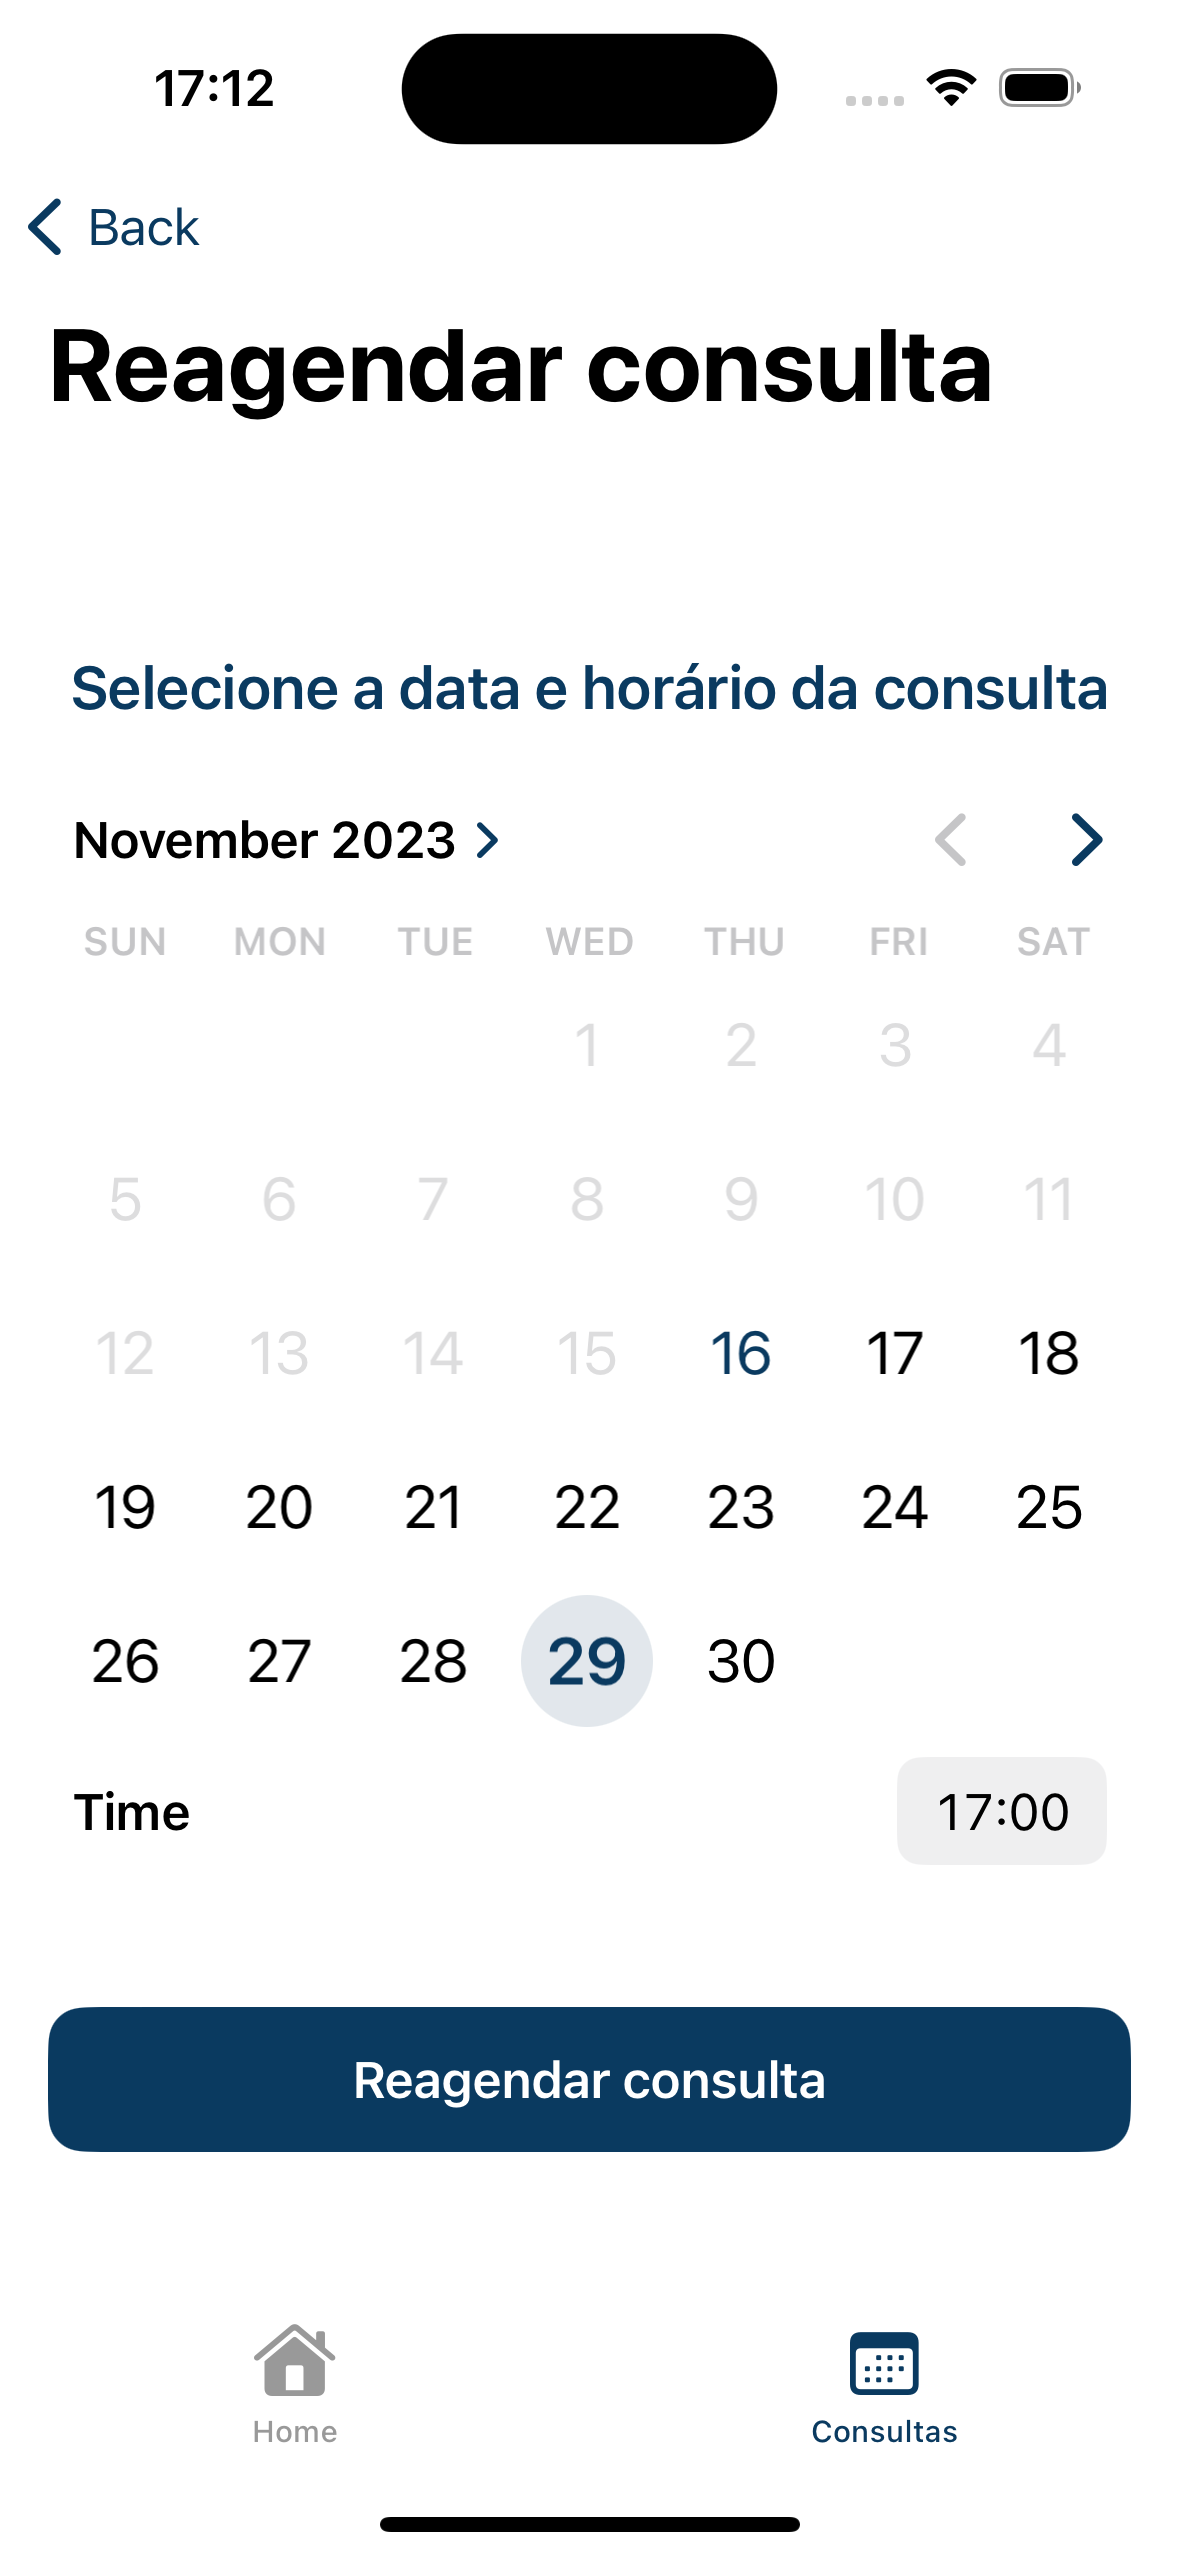 17:12
Back
Reagendar consulta
Selecione a data e horário da consulta
November 2023
SUN MON TUE WED THU FRI SAT
1 2 3 4
5 6 7 8 9 10 11
12 13 14 15 16 17 18
19 20 21 22 23 24 25
26 27 28 29 30
Time 17:00
Reagendar consulta
Home Consultas